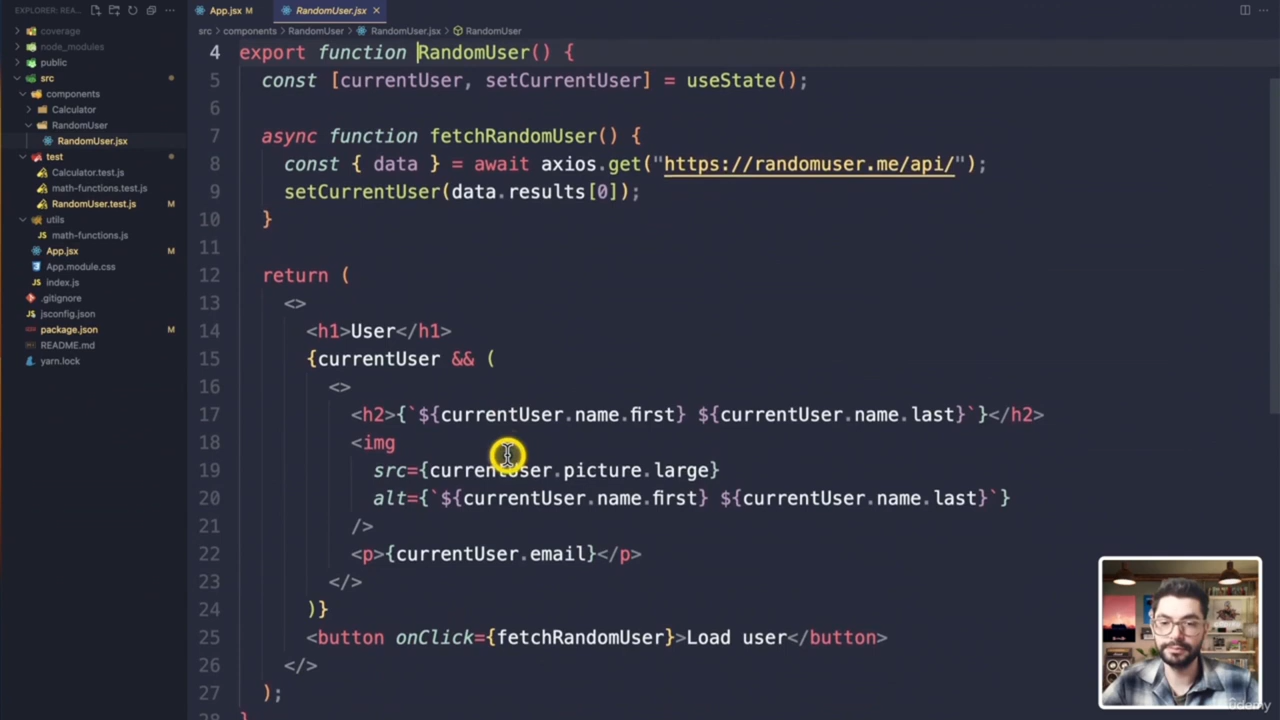 EXPLORER: REA...
App.jsx M
RandomUser.jsx
coverage
node_modules
public
src
components
Calculator
RandomUser
RandomUser.jsx
test
Calculator.test.js
math-functions.test.js
RandomUser.test.js M
utils
math-functions.js
App.jsx M
App.module.css
index.js
.gitignore
jsconfig.json
package.json M
README.md
yarn.lock
src > components > RandomUser > RandomUser.jsx > RandomUser
4 export function RandomUser() {
5 const [currentUser, setCurrentUser] = useState();
6
7 async function fetchRandomUser() {
8 const { data } = await axios.get("https://randomuser.me/api/");
9 setCurrentUser(data.results[0]);
10 }
11
12 return (
13 <>
14 <h1>User</h1>
15 {currentUser && (
16 <>
17 <h2>{`${currentUser.name.first} ${currentUser.name.last}`}</h2>
18 <img
19 src={currentUser.picture.large}
20 alt={`${currentUser.name.first} ${currentUser.name.last}`}
21 />
22 <p>{currentUser.email}</p>
23 </>
24 )}
25 <button onClick={fetchRandomUser}>Load user</button>
26 </>
27 );
28 }
udemy